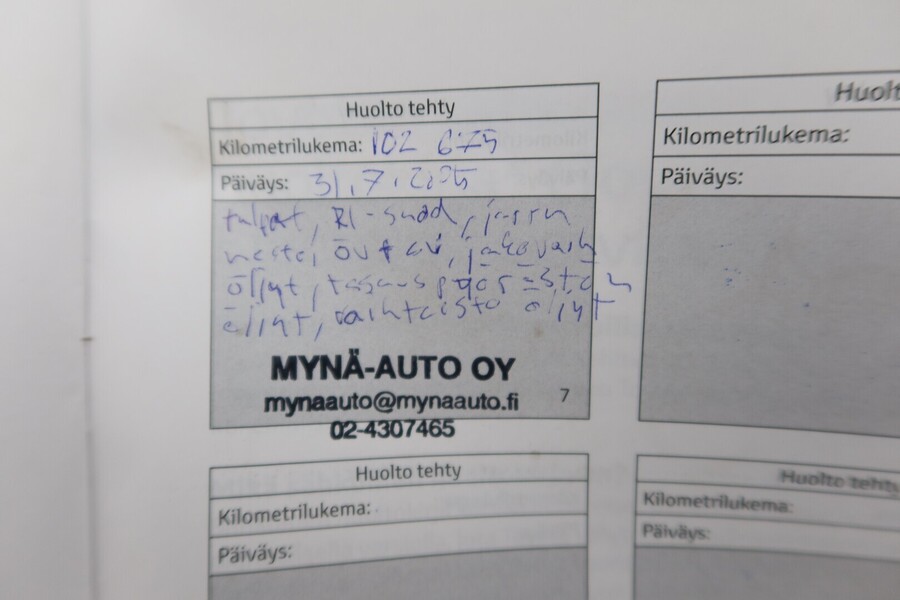 Huolto tehty
Kilometrilukema: 102 675
Päiväys: 31.7.2025
tulpat, RI-suod, jarru
neste, öv+av, jakovaih
öljyt, tasauspyörästön
öljyt, vaihteisto öljyt
MYNÄ-AUTO OY
mynaauto@mynaauto.fi
7
02-4307465
Huolt
Kilometrilukema:
Päiväys:
Huolto tehty
Kilometrilukema:
Päiväys:
Huolto tehty
Kilometrilukema:
Päiväys: